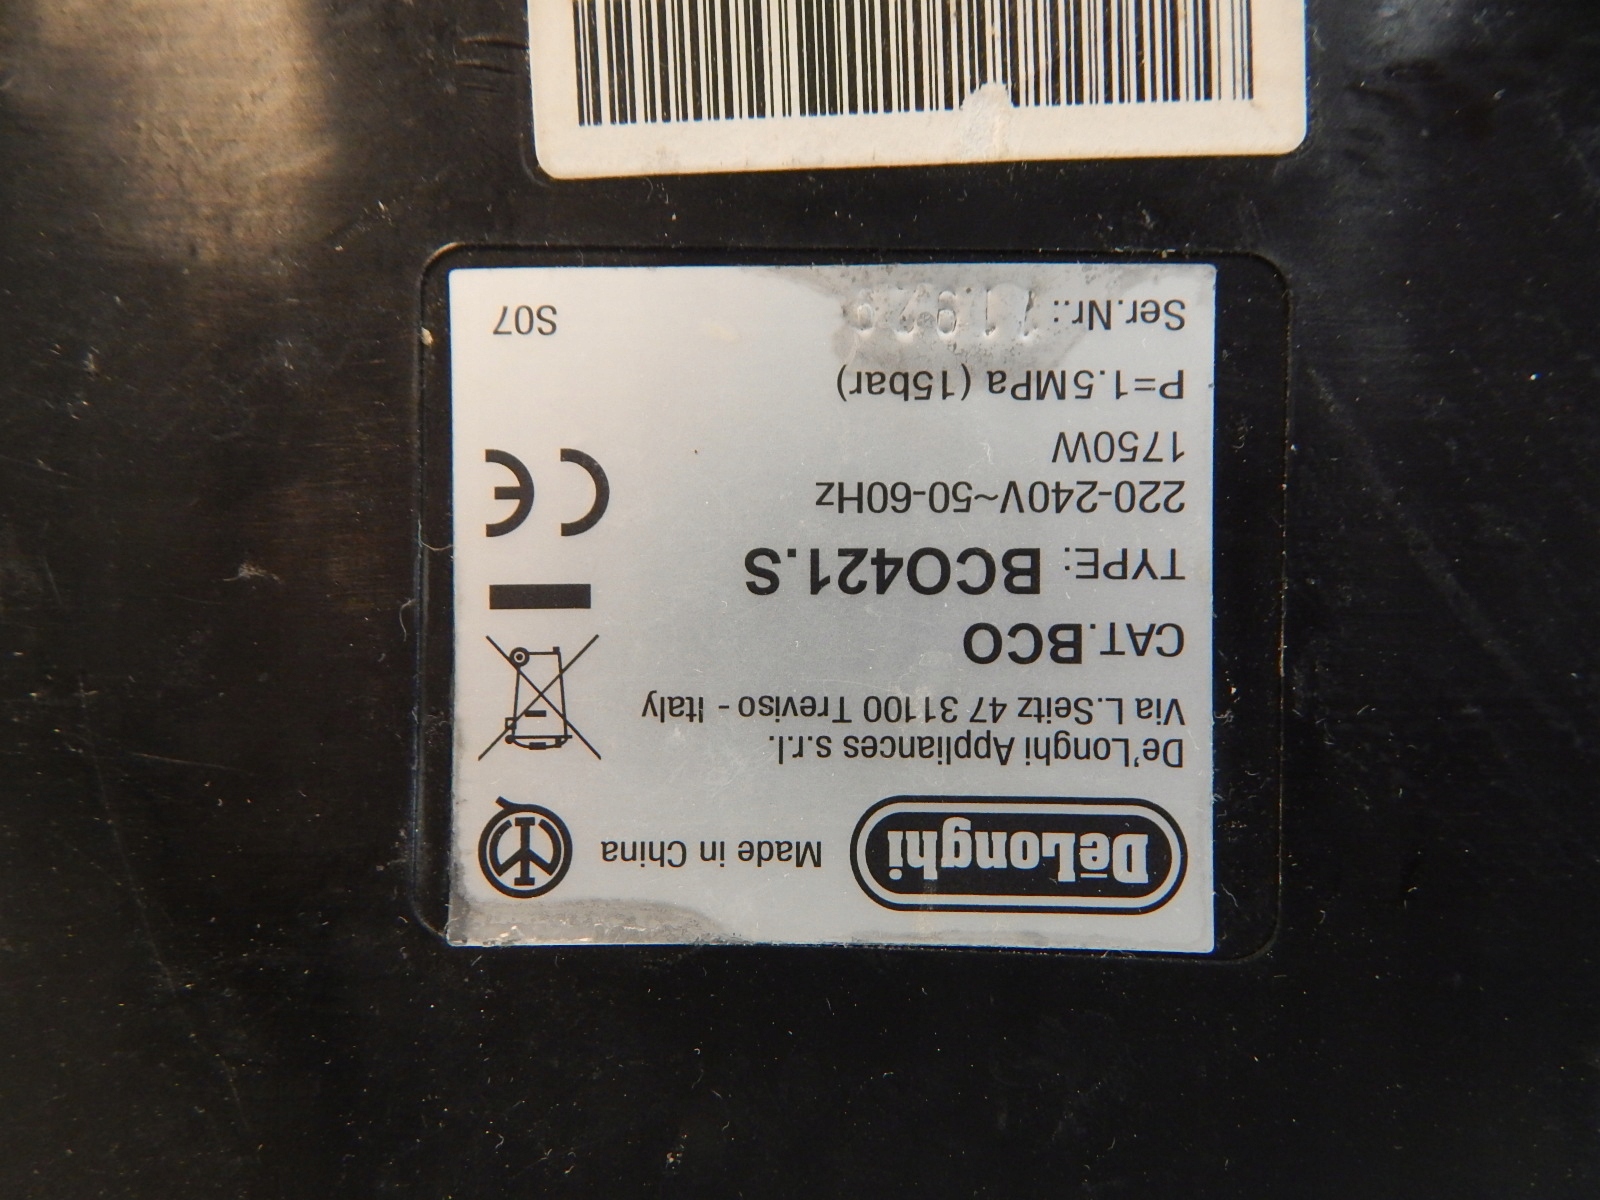 DeLonghi Made in China
De'Longhi Appliances s.r.l.
Via L.Seitz 47 31100 Treviso - Italy
CAT.BCO
TYPE: BCO421.S
220-240V~50-60Hz
1750W
CE
P=1.5MPa (15bar)
Ser.Nr.: S07